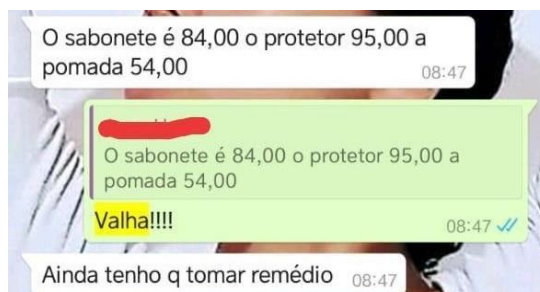 O sabonete é 84,00 o protetor 95,00 a
pomada 54,00
08:47
O sabonete é 84,00 o protetor 95,00 a
pomada 54,00
Valha!!!!
08:47
Ainda tenho q tomar remédio
08:47